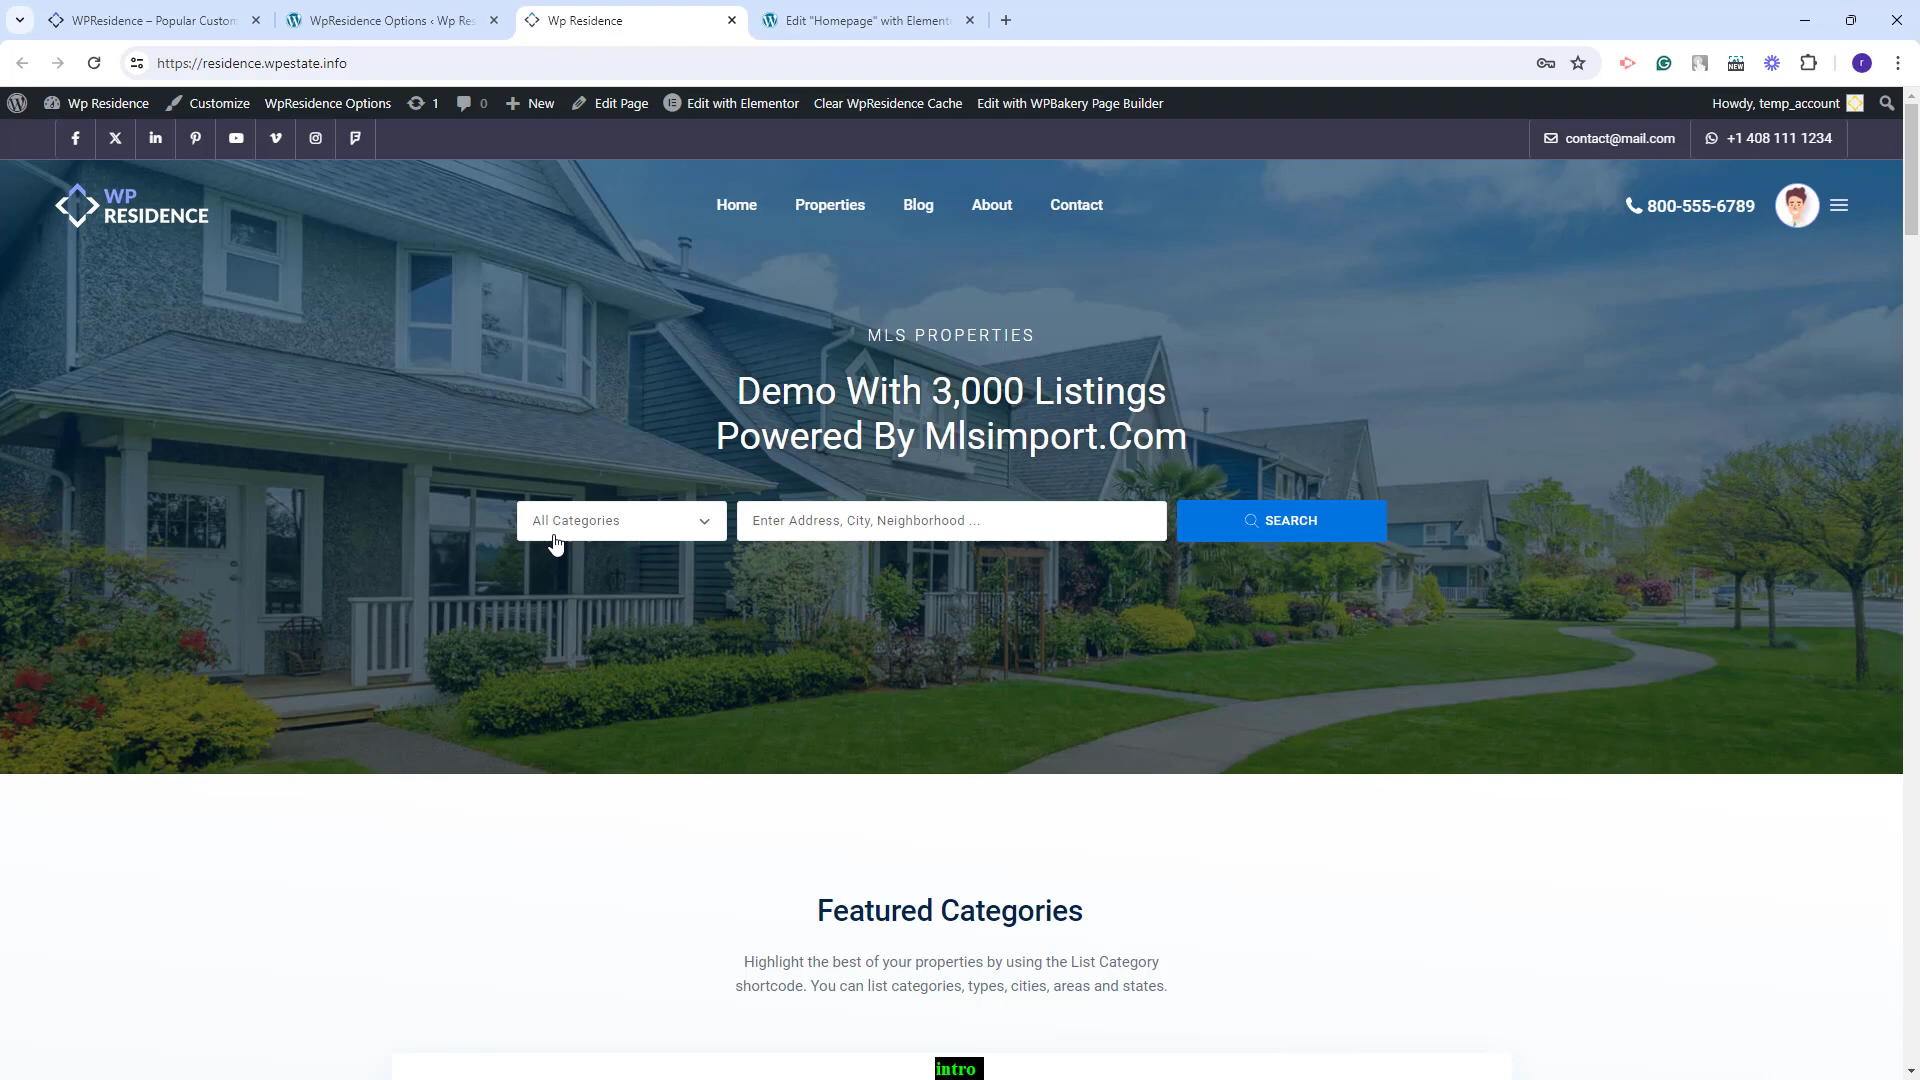 WPResidence – Popular Custom
WpResidence Options ‹ Wp Res
Wp Residence
Edit "Homepage" with Element
https://residence.wpestate.info
NEW
r
Wp Residence
Customize
WpResidence Options
1
0
New
Edit Page
Edit with Elementor
Clear WpResidence Cache
Edit with WPBakery Page Builder
Howdy, temp_account
contact@mail.com
+1 408 111 1234
WP
RESIDENCE
Home
Properties
Blog
About
Contact
800-555-6789
MLS PROPERTIES
Demo With 3,000 Listings
Powered By Mlsimport.Com
All Categories
Enter Address, City, Neighborhood ...
SEARCH
Featured Categories
Highlight the best of your properties by using the List Category
shortcode. You can list categories, types, cities, areas and states.
intro